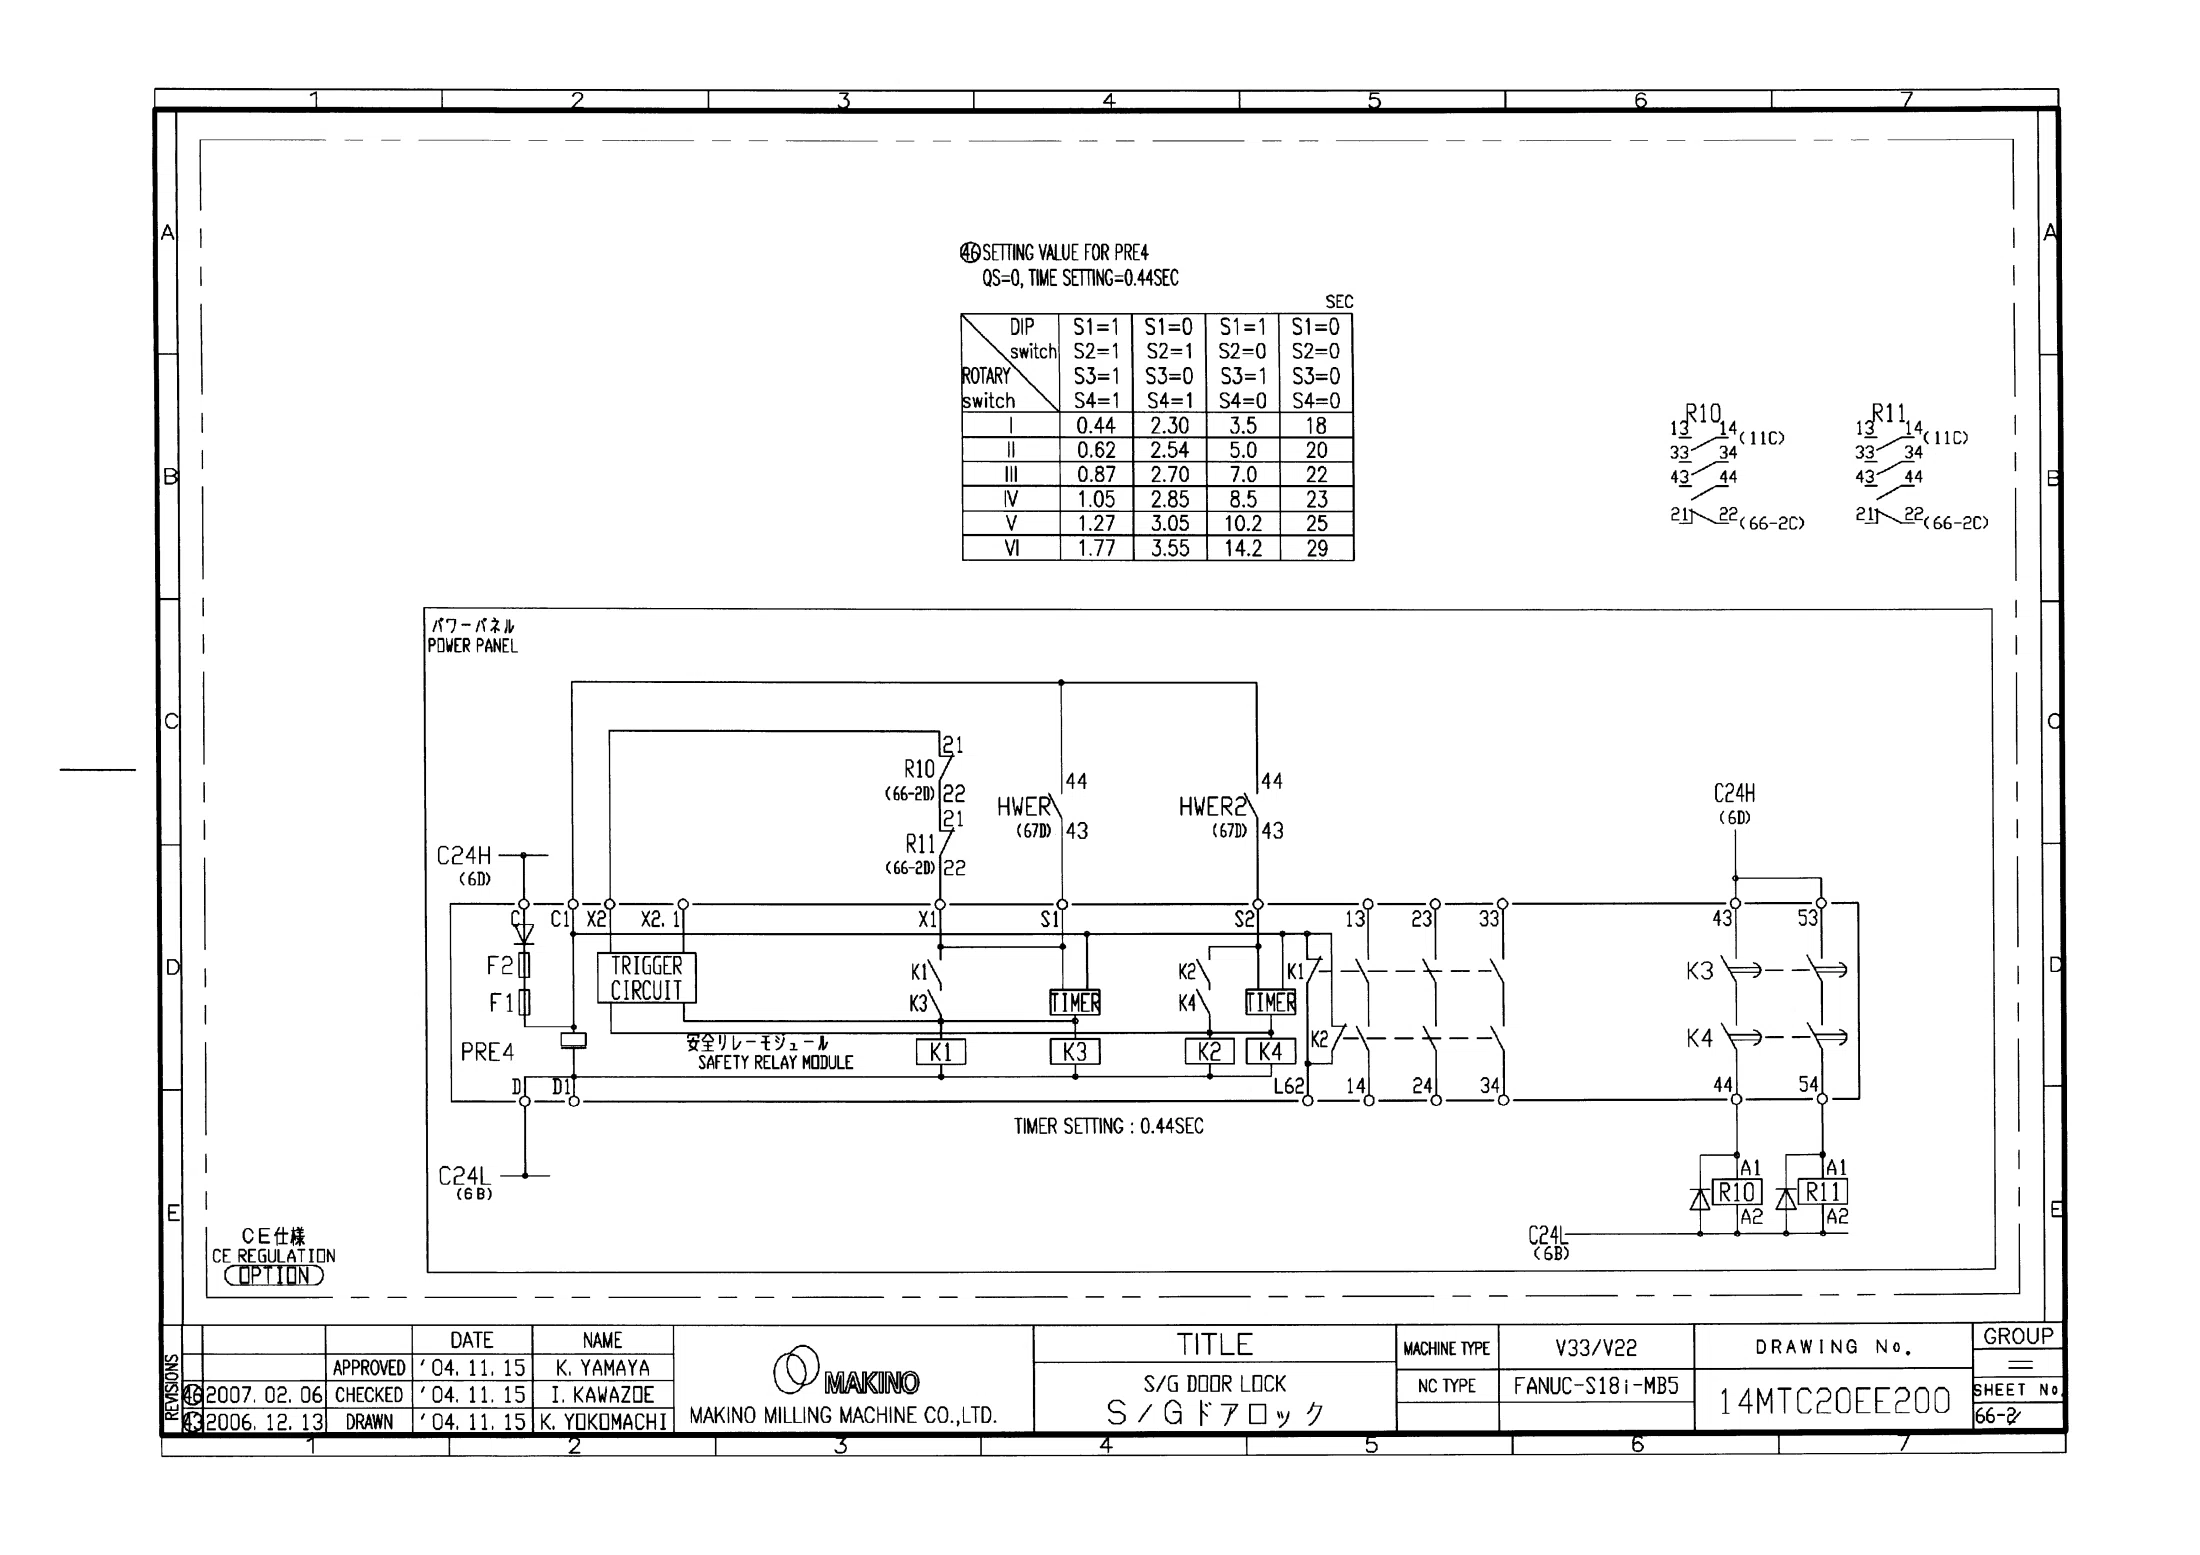 1 2 3 4 5 6 7
A A
B B
C C
D D
E E
㊻SETTING VALUE FOR PRE4
QS=0, TIME SETTING=0.44SEC
SEC
DIP switch S1=1 S1=0 S1=1 S1=0
S2=1 S2=1 S2=0 S2=0
ROTARY switch S3=1 S3=0 S3=1 S3=0
S4=1 S4=1 S4=0 S4=0
I 0.44 2.30 3.5 18
II 0.62 2.54 5.0 20
III 0.87 2.70 7.0 22
IV 1.05 2.85 8.5 23
V 1.27 3.05 10.2 25
VI 1.77 3.55 14.2 29
R10 R11
13 14 (11C) 13 14 (11C)
33 34 33 34
43 44 43 44
21 22 (66-2C) 21 22 (66-2C)
パワーパネル
POWER PANEL
21
R10
(66-2D) 22
21
R11
(66-2D) 22
44
HWER
(67D) 43
44
HWER2
(67D) 43
C24H
(6D)
C24H
(6D)
C C1 X2 X2.1 X1 S1 S2 13 23 33 43 53
F2
F1
TRIGGER
CIRCUIT
K1
K3
TIMER
K2
K4
TIMER
K1
K2
K3
K4
PRE4
安全リレーモジュール
SAFETY RELAY MODULE
K1 K3 K2 K4
D D1 L62 14 24 34 44 54
TIMER SETTING : 0.44SEC
C24L
(6B)
A1 A1
R10 R11
A2 A2
C24L
(6B)
CE仕様
CE REGULATION
OPTION
REVISIONS
DATE NAME
APPROVED '04. 11. 15 K. YAMAYA
㊻ 2007. 02. 06 CHECKED '04. 11. 15 I. KAWAZOE
㊸ 2006. 12. 13 DRAWN '04. 11. 15 K. YOKOMACHI
MAKINO
MAKINO MILLING MACHINE CO.,LTD.
TITLE
S/G DOOR LOCK
S/Gドアロック
MACHINE TYPE V33/V22
NC TYPE FANUC-S18i-MB5
DRAWING No.
14MTC20EE200
GROUP
=
SHEET No.
66-2/
1 2 3 4 5 6 7